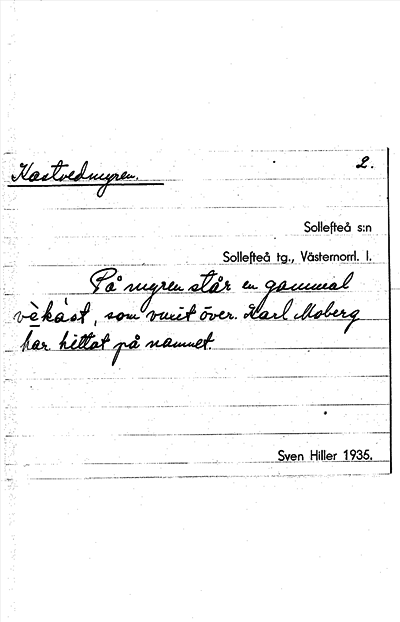 Kastvedmyren.
2.
Sollefteå s:n
Sollefteå tg., Västernorrl. l.
På myren står en gammal
vèkást, som vuxit över. Karl Moberg
har hittat på namnet.
Sven Hiller 1935.